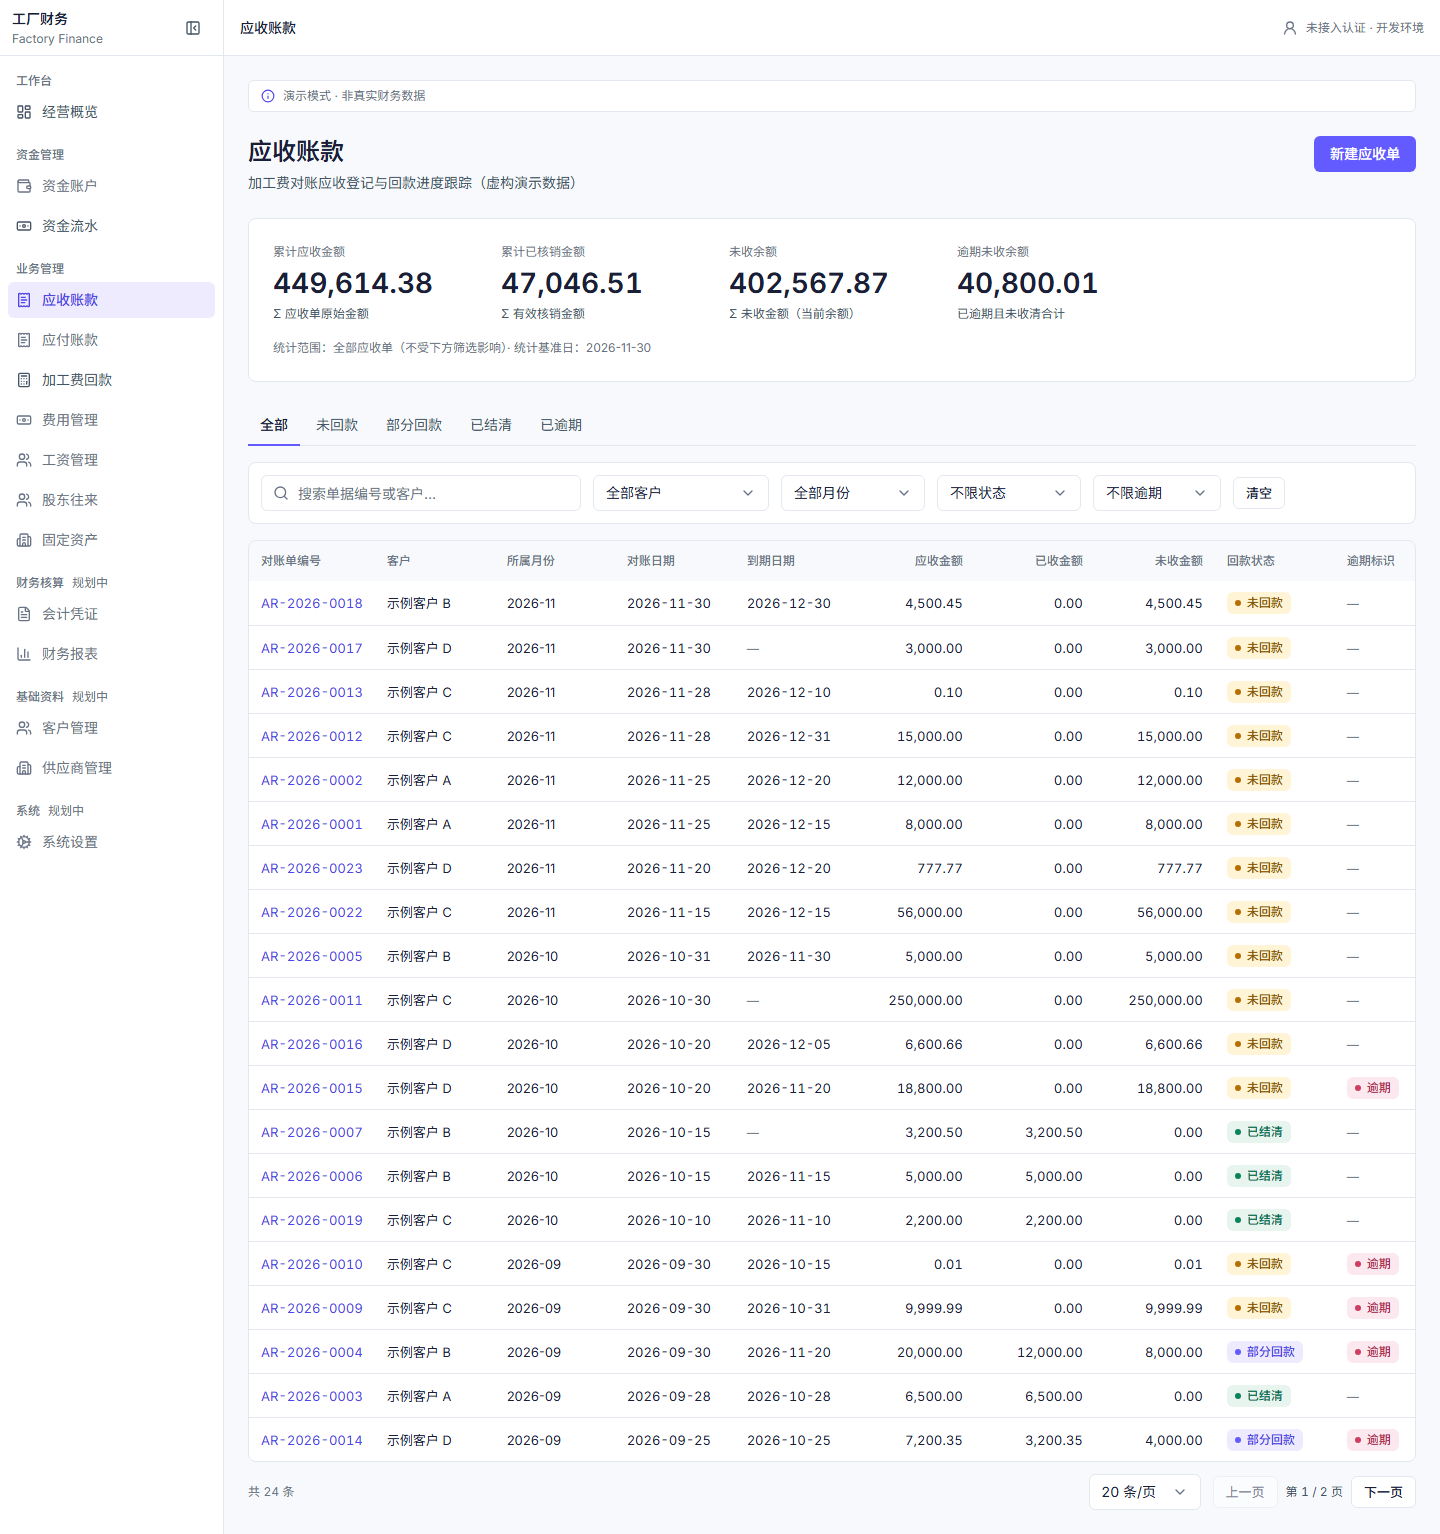 工厂财务
Factory Finance
应收账款
未接入认证 · 开发环境
工作台
经营概览
资金管理
资金账户
资金流水
业务管理
应收账款
应付账款
加工费回款
费用管理
工资管理
股东往来
固定资产
财务核算 规划中
会计凭证
财务报表
基础资料 规划中
客户管理
供应商管理
系统 规划中
系统设置
演示模式 · 非真实财务数据
应收账款
新建应收单
加工费对账应收登记与回款进度跟踪（虚构演示数据）
累计应收金额 累计已核销金额 未收余额 逾期未收余额
449,614.38 47,046.51 402,567.87 40,800.01
Σ 应收单原始金额 Σ 有效核销金额 Σ 未收金额（当前余额） 已逾期且未收清合计
统计范围：全部应收单（不受下方筛选影响）· 统计基准日：2026-11-30
全部 未回款 部分回款 已结清 已逾期
搜索单据编号或客户... 全部客户 全部月份 不限状态 不限逾期 清空
对账单编号 客户 所属月份 对账日期 到期日期 应收金额 已收金额 未收金额 回款状态 逾期标识
AR-2026-0018 示例客户 B 2026-11 2026-11-30 2026-12-30 4,500.45 0.00 4,500.45 未回款 —
AR-2026-0017 示例客户 D 2026-11 2026-11-30 — 3,000.00 0.00 3,000.00 未回款 —
AR-2026-0013 示例客户 C 2026-11 2026-11-28 2026-12-10 0.10 0.00 0.10 未回款 —
AR-2026-0012 示例客户 C 2026-11 2026-11-28 2026-12-31 15,000.00 0.00 15,000.00 未回款 —
AR-2026-0002 示例客户 A 2026-11 2026-11-25 2026-12-20 12,000.00 0.00 12,000.00 未回款 —
AR-2026-0001 示例客户 A 2026-11 2026-11-25 2026-12-15 8,000.00 0.00 8,000.00 未回款 —
AR-2026-0023 示例客户 D 2026-11 2026-11-20 2026-12-20 777.77 0.00 777.77 未回款 —
AR-2026-0022 示例客户 C 2026-11 2026-11-15 2026-12-15 56,000.00 0.00 56,000.00 未回款 —
AR-2026-0005 示例客户 B 2026-10 2026-10-31 2026-11-30 5,000.00 0.00 5,000.00 未回款 —
AR-2026-0011 示例客户 C 2026-10 2026-10-30 — 250,000.00 0.00 250,000.00 未回款 —
AR-2026-0016 示例客户 D 2026-10 2026-10-20 2026-12-05 6,600.66 0.00 6,600.66 未回款 —
AR-2026-0015 示例客户 D 2026-10 2026-10-20 2026-11-20 18,800.00 0.00 18,800.00 未回款 逾期
AR-2026-0007 示例客户 B 2026-10 2026-10-15 — 3,200.50 3,200.50 0.00 已结清 —
AR-2026-0006 示例客户 B 2026-10 2026-10-15 2026-11-15 5,000.00 5,000.00 0.00 已结清 —
AR-2026-0019 示例客户 C 2026-10 2026-10-10 2026-11-10 2,200.00 2,200.00 0.00 已结清 —
AR-2026-0010 示例客户 C 2026-09 2026-09-30 2026-10-15 0.01 0.00 0.01 未回款 逾期
AR-2026-0009 示例客户 C 2026-09 2026-09-30 2026-10-31 9,999.99 0.00 9,999.99 未回款 逾期
AR-2026-0004 示例客户 B 2026-09 2026-09-30 2026-11-20 20,000.00 12,000.00 8,000.00 部分回款 逾期
AR-2026-0003 示例客户 A 2026-09 2026-09-28 2026-10-28 6,500.00 6,500.00 0.00 已结清 —
AR-2026-0014 示例客户 D 2026-09 2026-09-25 2026-10-25 7,200.35 3,200.35 4,000.00 部分回款 逾期
共 24 条 20 条/页 上一页 第 1 / 2 页 下一页